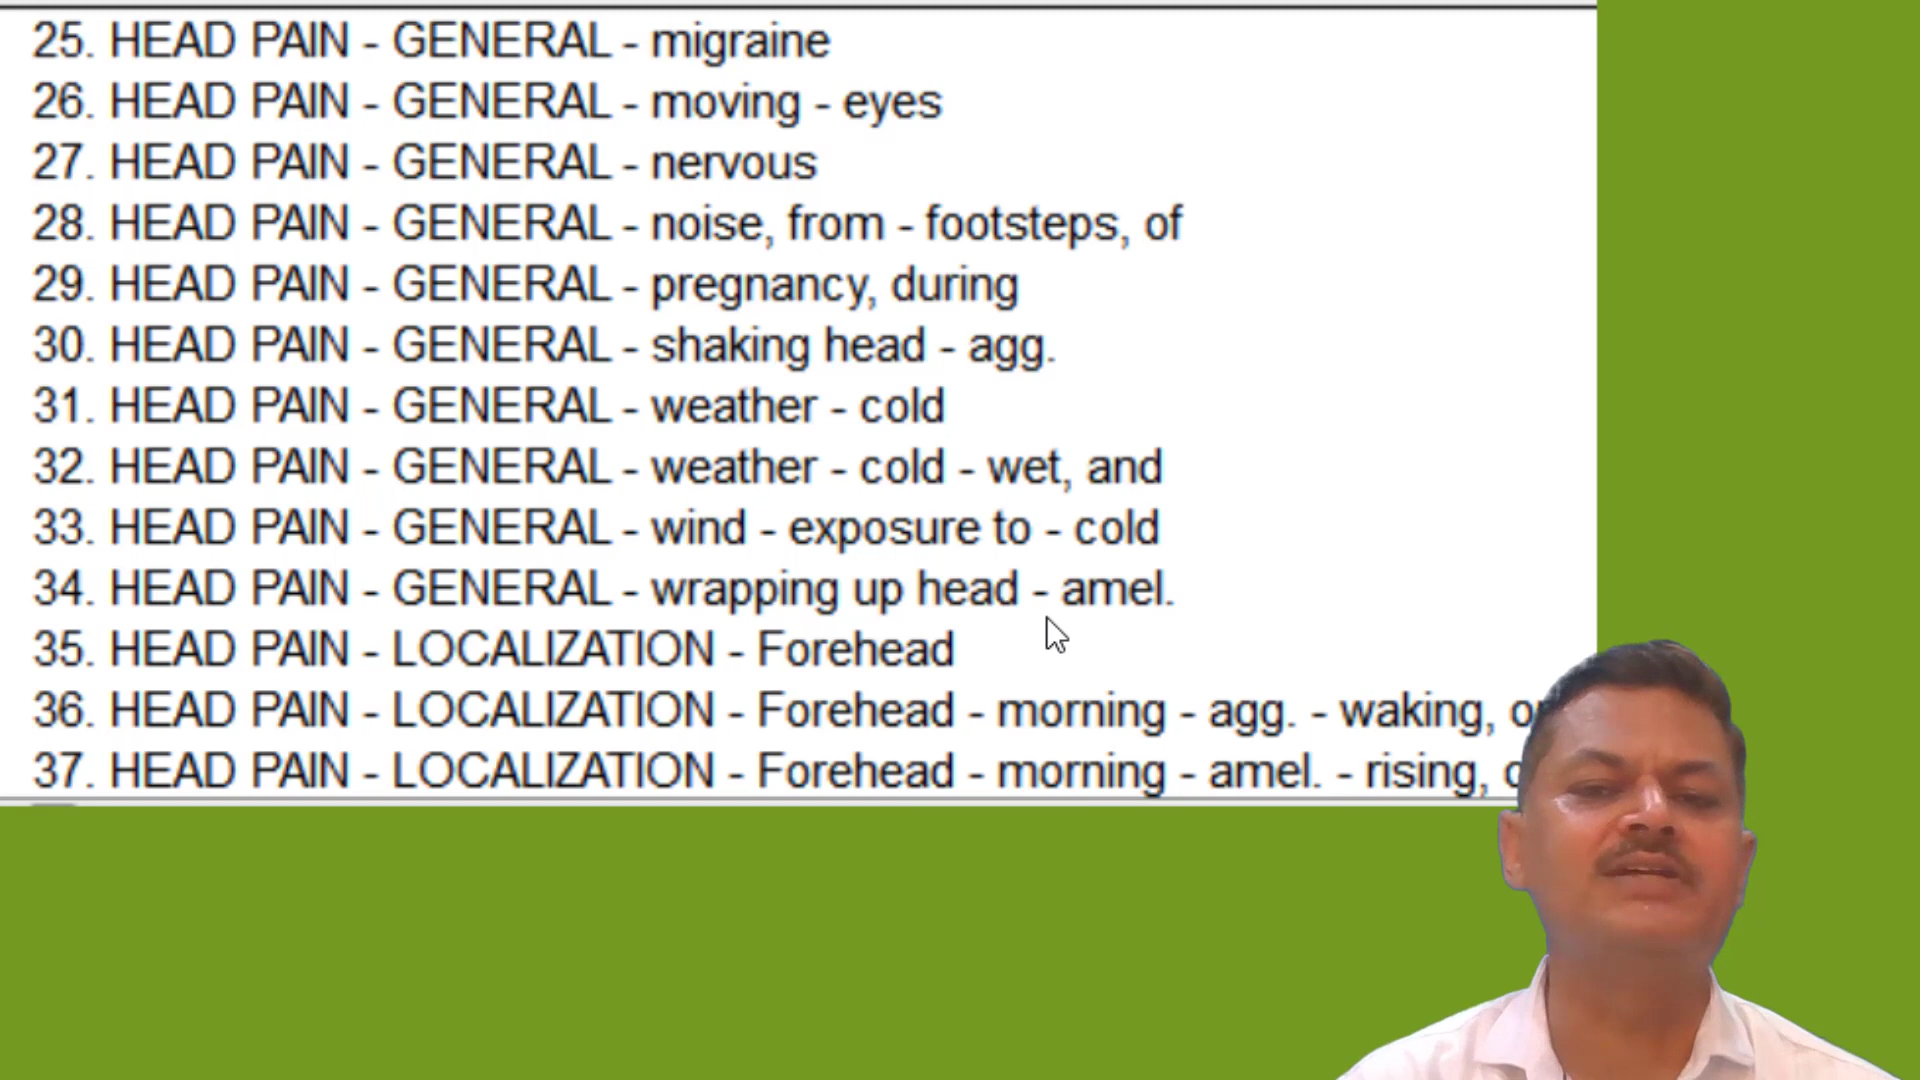 25. HEAD PAIN - GENERAL - migraine
26. HEAD PAIN - GENERAL - moving - eyes
27. HEAD PAIN - GENERAL - nervous
28. HEAD PAIN - GENERAL - noise, from - footsteps, of
29. HEAD PAIN - GENERAL - pregnancy, during
30. HEAD PAIN - GENERAL - shaking head - agg.
31. HEAD PAIN - GENERAL - weather - cold
32. HEAD PAIN - GENERAL - weather - cold - wet, and
33. HEAD PAIN - GENERAL - wind - exposure to - cold
34. HEAD PAIN - GENERAL - wrapping up head - amel.
35. HEAD PAIN - LOCALIZATION - Forehead
36. HEAD PAIN - LOCALIZATION - Forehead - morning - agg. - waking,
37. HEAD PAIN - LOCALIZATION - Forehead - morning - amel. - rising,